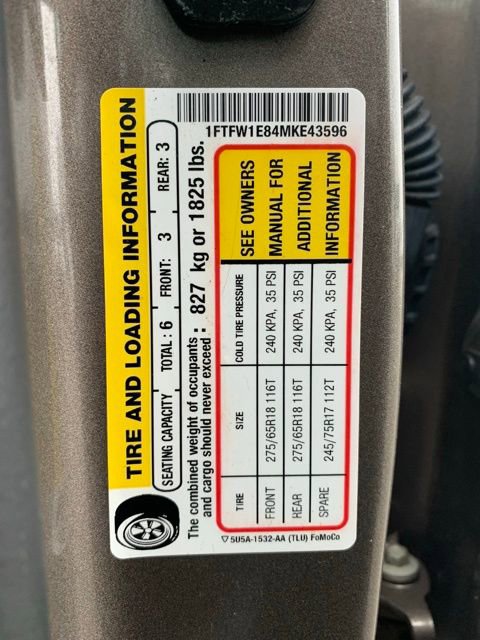 TIRE AND LOADING INFORMATION
SEATING CAPACITY TOTAL: 6 FRONT: 3 REAR: 3
The combined weight of occupants
and cargo should never exceed : 827 kg or 1825 lbs.
1FTFW1E84MKE43596
TIRE SIZE COLD TIRE PRESSURE SEE OWNERS
FRONT 275/65R18 116T 240 KPA, 35 PSI MANUAL FOR
REAR 275/65R18 116T 240 KPA, 35 PSI ADDITIONAL
SPARE 245/75R17 112T 240 KPA, 35 PSI INFORMATION
▽ 5U5A-1532-AA (TLU) FoMoCo